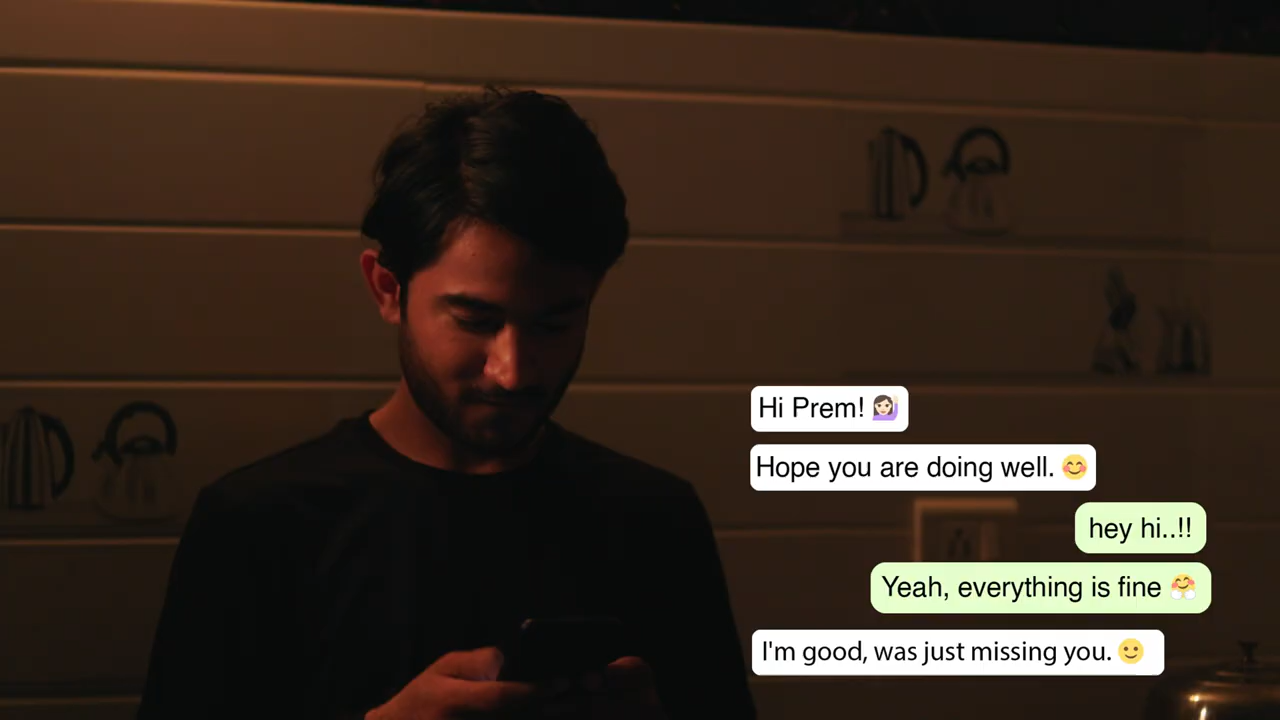 Hi Prem! 🙋🏻‍♀️
Hope you are doing well. 😊
hey hi..!!
Yeah, everything is fine 🤗
I'm good, was just missing you. 🙂